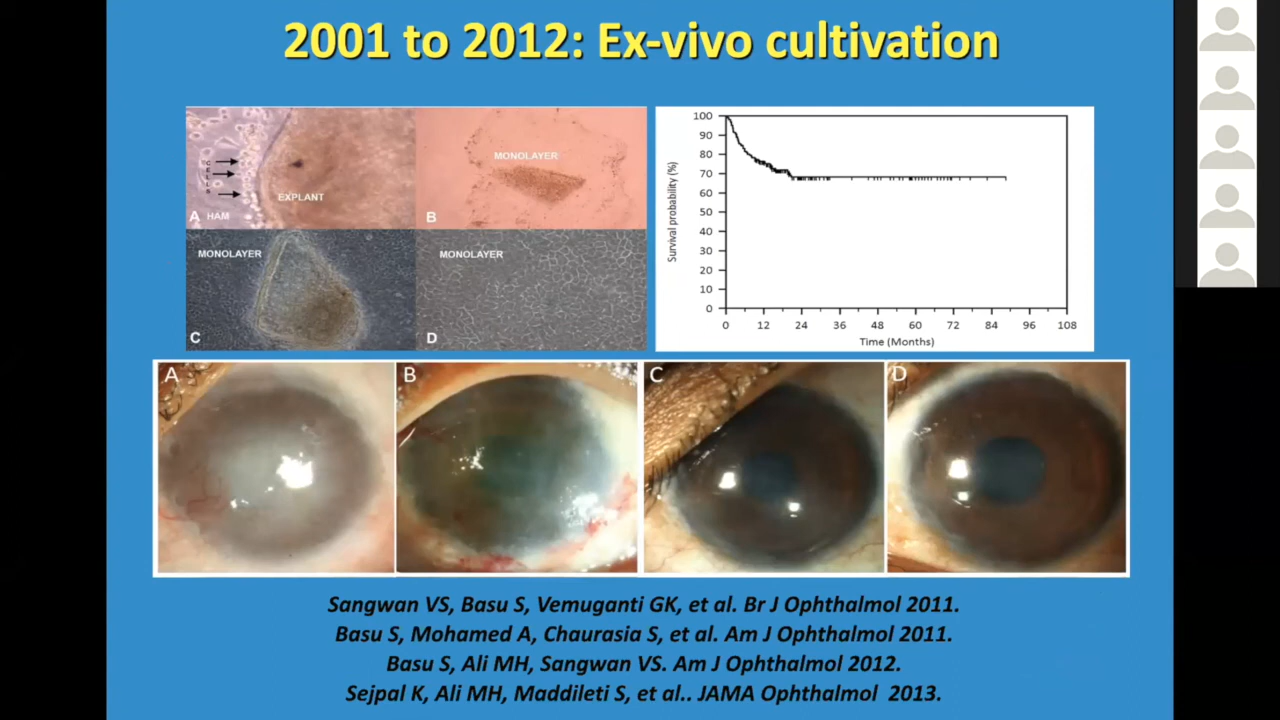 2001 to 2012: Ex-vivo cultivation
CELLS
EXPLANT
A
HAM
MONOLAYER
B
MONOLAYER
C
MONOLAYER
D
Survival probability (%)
100
90
80
70
60
50
40
30
20
10
0
0 12 24 36 48 60 72 84 96 108
Time (Months)
A
B
C
D
Sangwan VS, Basu S, Vemuganti GK, et al. Br J Ophthalmol 2011.
Basu S, Mohamed A, Chaurasia S, et al. Am J Ophthalmol 2011.
Basu S, Ali MH, Sangwan VS. Am J Ophthalmol 2012.
Sejpal K, Ali MH, Maddileti S, et al.. JAMA Ophthalmol 2013.